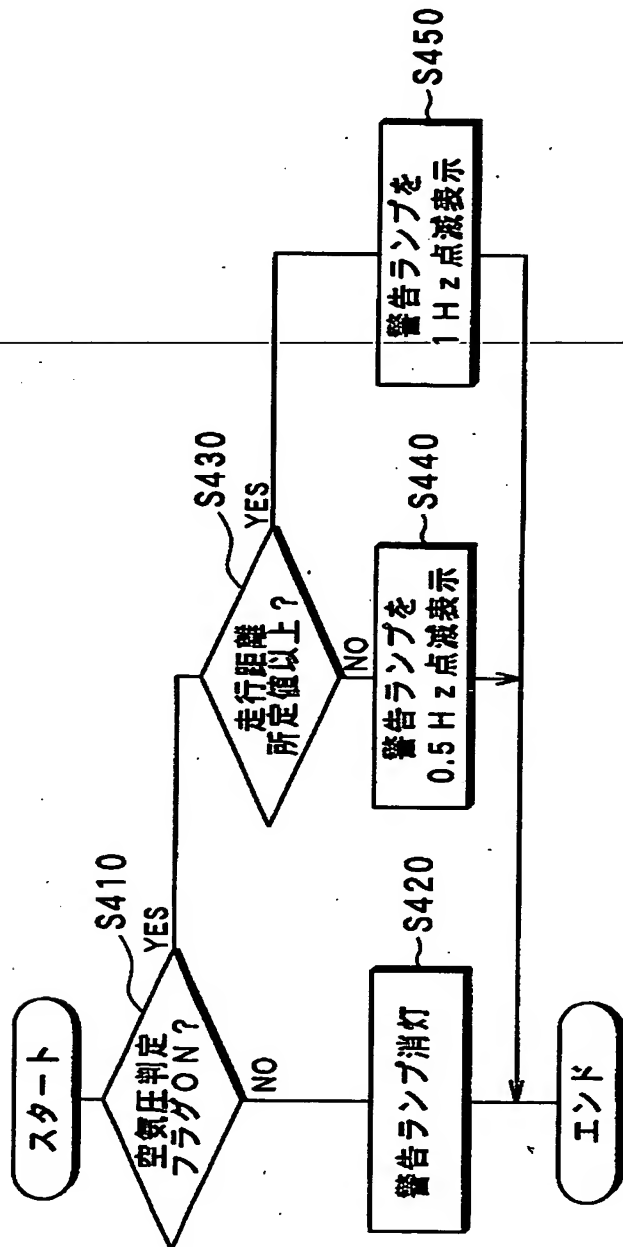 スタート
S410
空気圧判定
フラグON?
YES
NO
S430
走行距離
所定値以上?
YES
NO
S420
警告ランプ消灯
S440
警告ランプを
0.5Hz点滅表示
S450
警告ランプを
1Hz点滅表示
エンド